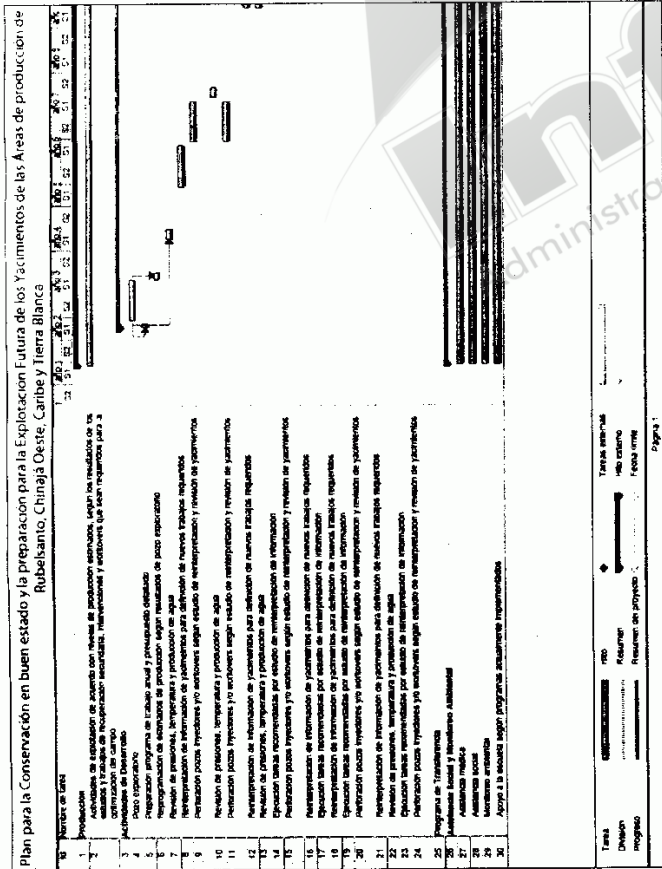 Plan para la Conservación en buen estado y la preparación para la Explotación Futura de los Yacimientos de las Áreas de producción de
Rubelsanto, Chinajá Oeste, Caribe y Tierra Blanca
Id Nombre de tarea
1 Producción
2 Actividades de explotación de acuerdo con niveles de producción estimados, según los resultados de los
estudios y trabajos de recuperación secundaria, intervenciones y workovers que sean requeridos para a
optimización del campo
3 Actividades de Desarrollo
4 Pozo exploratorio
5 Preparación programa de trabajo anual y presupuesto detallado
6 Reprogramación de estimados de producción según resultados de pozo exploratorio
7 Revisión de presiones, temperatura y producción de agua
8 Reinterpretación de información de yacimientos para definición de nuevos trabajos requeridos
9 Perforación pozos inyectores y/o workovers según estudio de reinterpretación y revisión de yacimientos
10 Revisión de presiones, temperatura y producción de agua
11 Perforación pozos inyectores y/o workovers según estudio de reinterpretación y revisión de yacimientos
12 Reinterpretación de información de yacimientos para definición de nuevos trabajos requeridos
13 Revisión de presiones, temperatura y producción de agua
14 Ejecución tareas recomendadas por estudio de reinterpretación de información
15 Perforación pozos inyectores y/o workovers según estudio de reinterpretación y revisión de yacimientos
16 Reinterpretación de información de yacimientos para definición de nuevos trabajos requeridos
17 Ejecución tareas recomendadas por estudio de reinterpretación de información
18 Reinterpretación de información de yacimientos para definición de nuevos trabajos requeridos
19 Ejecución tareas recomendadas por estudio de reinterpretación de información
20 Perforación pozos inyectores y/o workovers según estudio de reinterpretación y revisión de yacimientos
21 Reinterpretación de información de yacimientos para definición de nuevos trabajos requeridos
22 Revisión de presiones, temperatura y producción de agua
23 Ejecución tareas recomendadas por estudio de reinterpretación de información
24 Perforación pozos inyectores y/o workovers según estudio de reinterpretación y revisión de yacimientos
25 Programa de Transferencia
26 Asistencia Social y Monitoreo Ambiental
27 Asistencia médica
28 Asistencia social
29 Monitoreo ambiental
30 Apoyo a la escuela según programas actualmente implementados
Tarea Hito Tareas externas
División Resumen Hito externo
Progreso Resumen del proyecto Fecha límite
Página 1